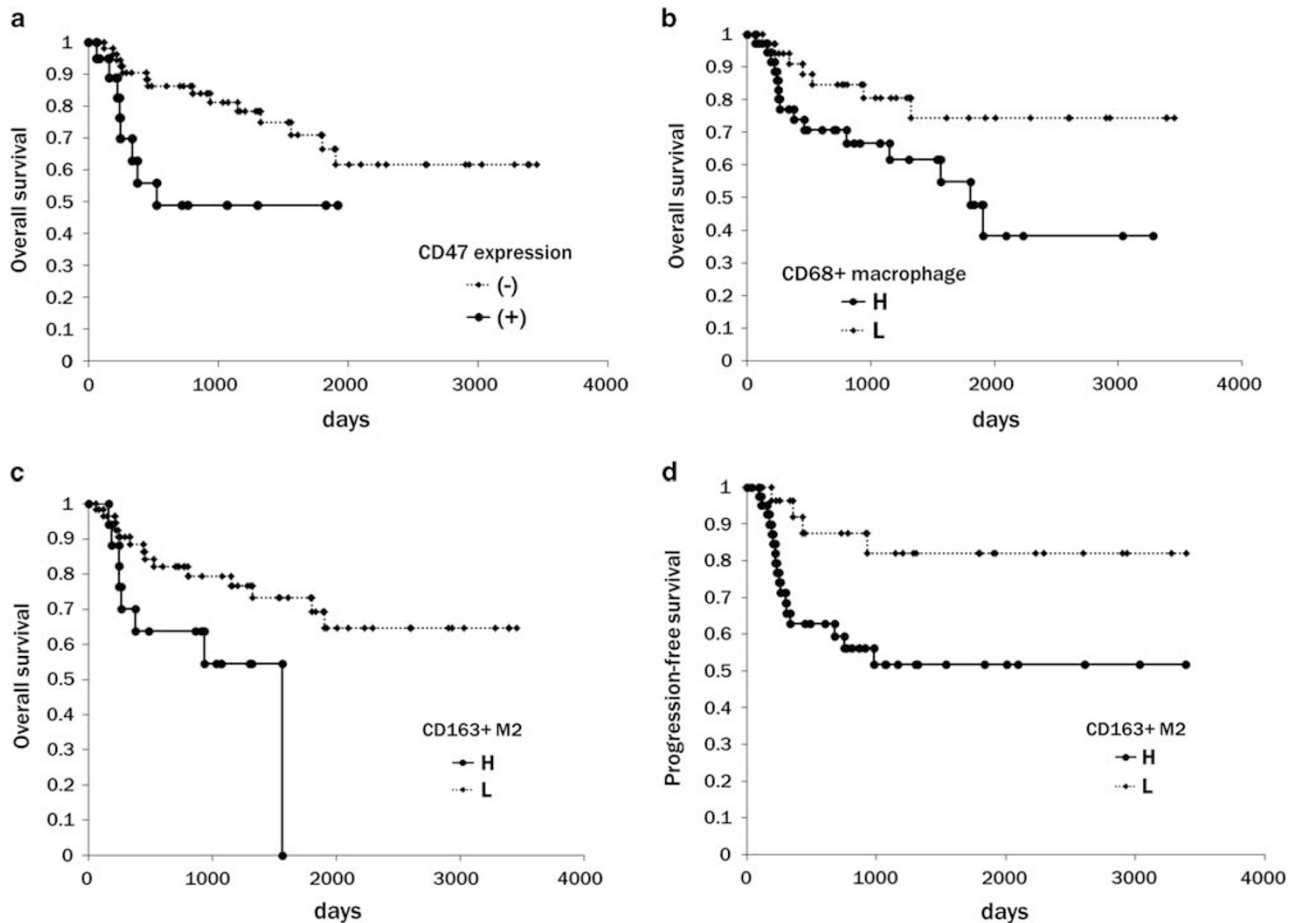 a
1
0.9
0.8
0.7
0.6
0.5
0.4
0.3
0.2
0.1
0
Overall survival
CD47 expression
(-)
(+)
0 1000 2000 3000 4000
days
b
1
0.9
0.8
0.7
0.6
0.5
0.4
0.3
0.2
0.1
0
Overall survival
CD68+ macrophage
H
L
0 1000 2000 3000 4000
days
c
1
0.9
0.8
0.7
0.6
0.5
0.4
0.3
0.2
0.1
0
Overall survival
CD163+ M2
H
L
0 1000 2000 3000 4000
days
d
1
0.9
0.8
0.7
0.6
0.5
0.4
0.3
0.2
0.1
0
Progression-free survival
CD163+ M2
H
L
0 1000 2000 3000 4000
days